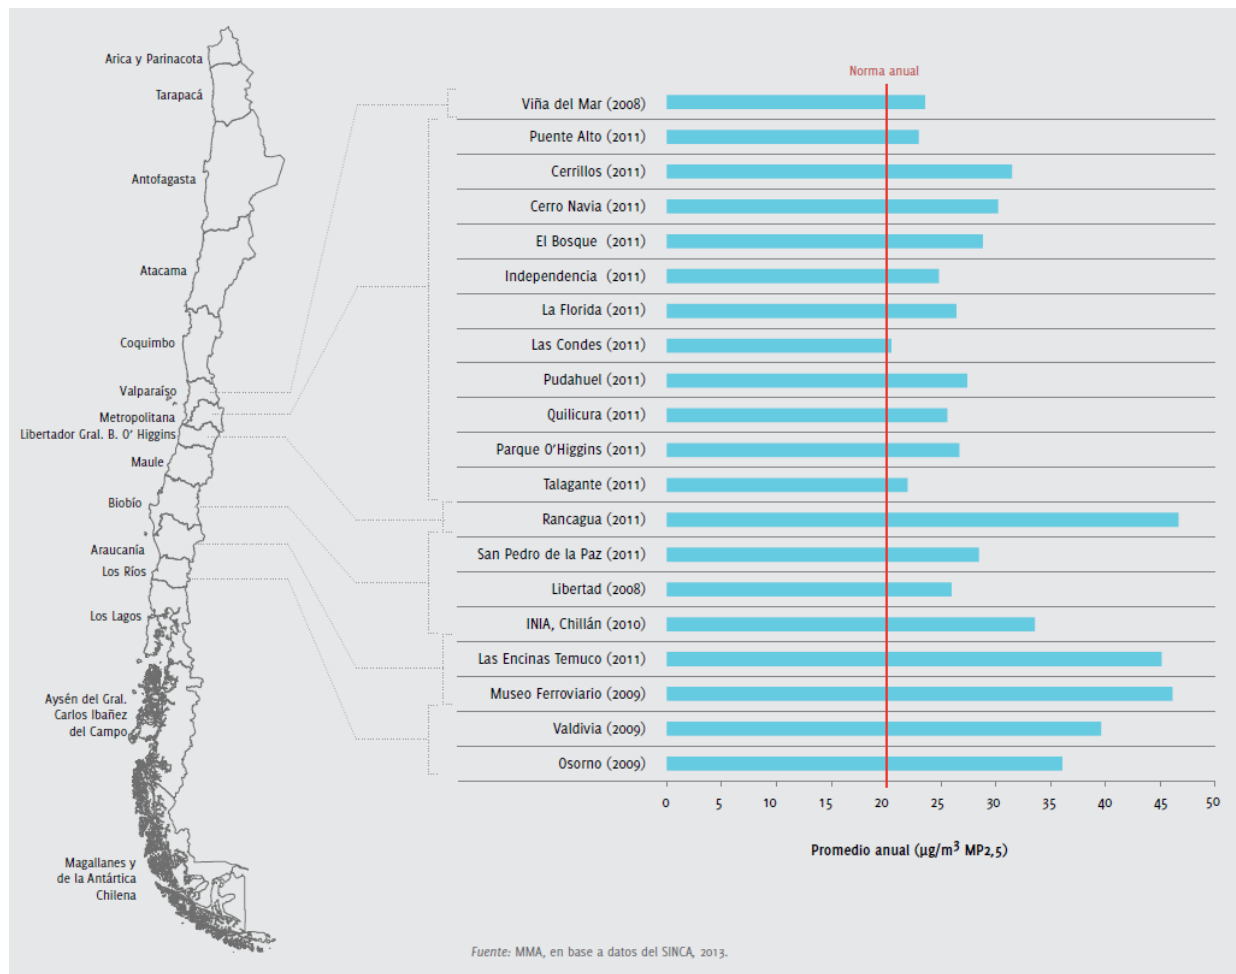 Arica y Parinacota
Tarapacá
Antofagasta
Atacama
Coquimbo
Valparaíso
Metropolitana
Libertador Gral. B. O' Higgins
Maule
Biobío
Araucanía
Los Ríos
Los Lagos
Aysén del Gral.
Carlos Ibañez
del Campo
Magallanes y
de la Antártica
Chilena
Norma anual
Viña del Mar (2008)
Puente Alto (2011)
Cerrillos (2011)
Cerro Navia (2011)
El Bosque (2011)
Independencia (2011)
La Florida (2011)
Las Condes (2011)
Pudahuel (2011)
Quilicura (2011)
Parque O'Higgins (2011)
Talagante (2011)
Rancagua (2011)
San Pedro de la Paz (2011)
Libertad (2008)
INIA, Chillán (2010)
Las Encinas Temuco (2011)
Museo Ferroviario (2009)
Valdivia (2009)
Osorno (2009)
0 5 10 15 20 25 30 35 40 45 50
Promedio anual (µg/m³ MP2,5)
Fuente: MMA, en base a datos del SINCA, 2013.